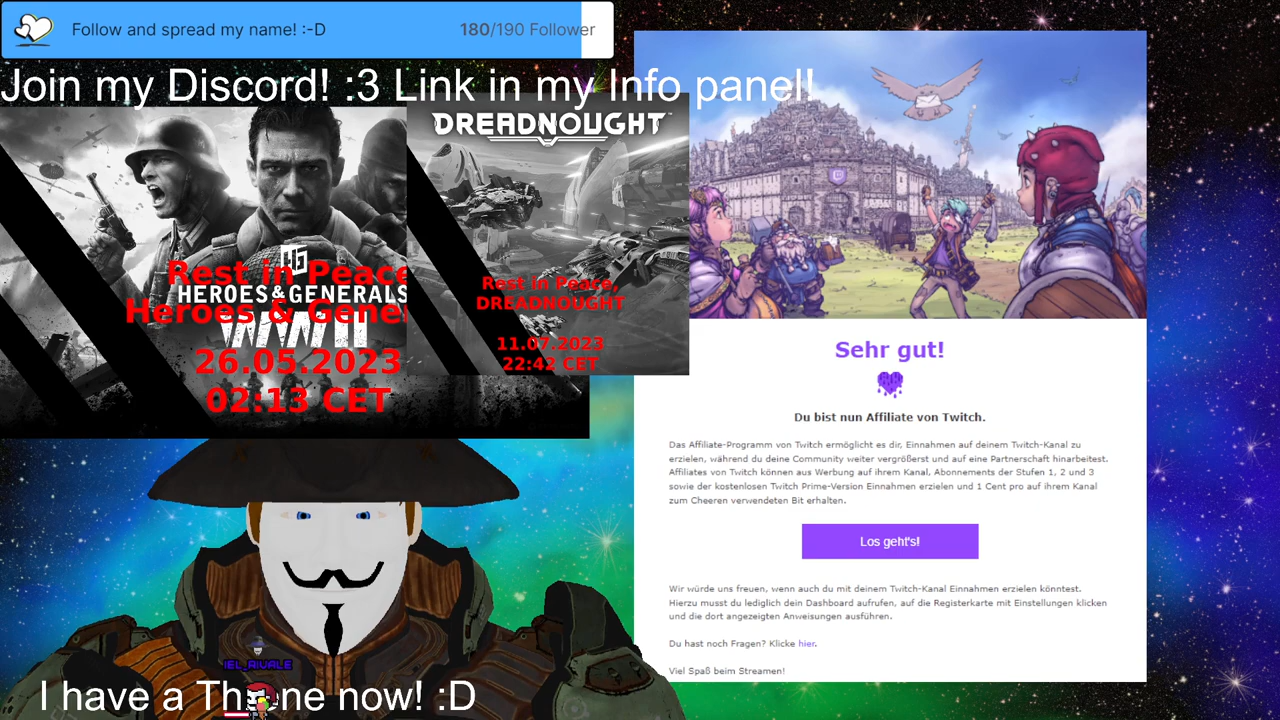 Follow and spread my name! :-D
180/190 Follower
Join my Discord! :3 Link in my Info panel!
DREADNOUGHT
Rest in Peace
HEROES & GENERALS
Heroes & Gene
WWII
26.05.2023
02:13 CET
Rest in Peace,
DREADNOUGHT
11.07.2023
22:42 CET
Sehr gut!
Du bist nun Affiliate von Twitch.
Das Affiliate-Programm von Twitch ermöglicht es dir, Einnahmen auf deinem Twitch-Kanal zu
erzielen, während du deine Community weiter vergrößerst und auf eine Partnerschaft hinarbeitest.
Affiliates von Twitch können aus Werbung auf ihrem Kanal, Abonnements der Stufen 1, 2 und 3
sowie der kostenlosen Twitch Prime-Version Einnahmen erzielen und 1 Cent pro auf ihrem Kanal
zum Cheeren verwendeten Bit erhalten.
Los geht's!
Wir würde uns freuen, wenn auch du mit deinem Twitch-Kanal Einnahmen erzielen könntest.
Hierzu musst du lediglich dein Dashboard aufrufen, auf die Registerkarte mit Einstellungen klicken
und die dort angezeigten Anweisungen ausführen.
Du hast noch Fragen? Klicke hier.
Viel Spaß beim Streamen!
IEL_RIVALE
I have a Th ne now! :D